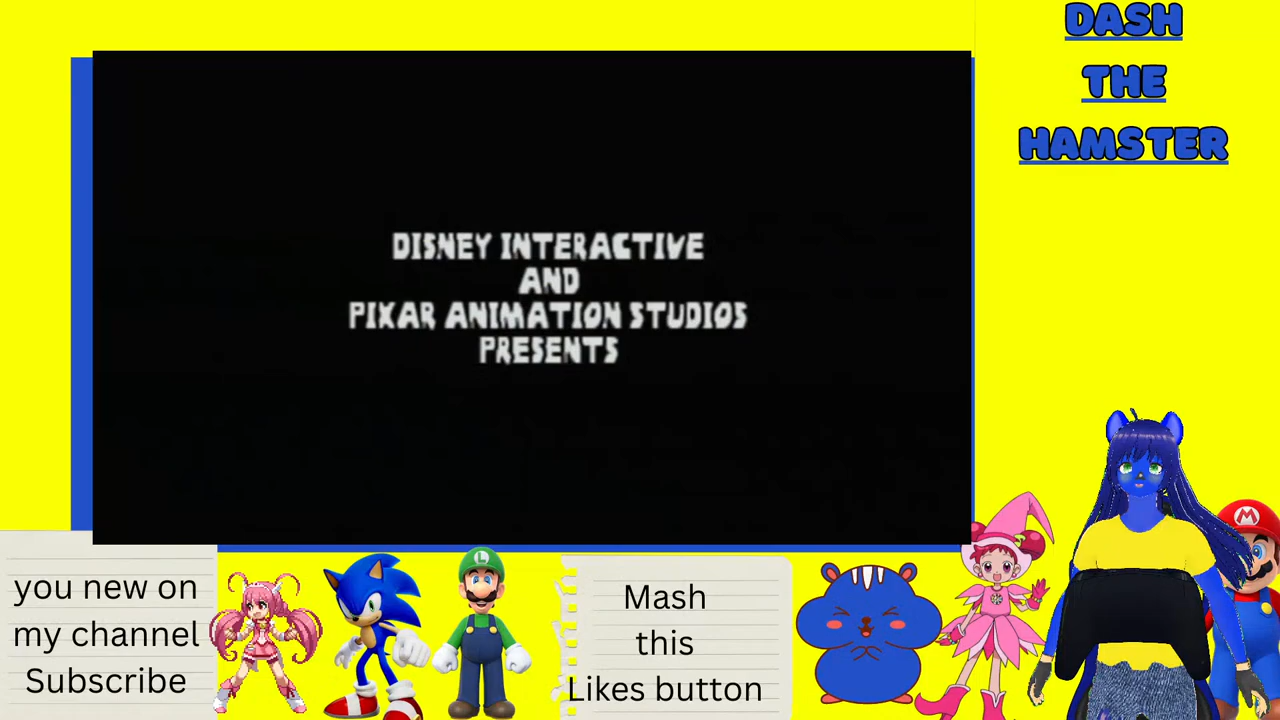 DASH
THE
HAMSTER
DISNEY INTERACTIVE
AND
PIXAR ANIMATION STUDIOS
PRESENTS
you new on
my channel
Subscribe
Mash
this
Likes button
L
M